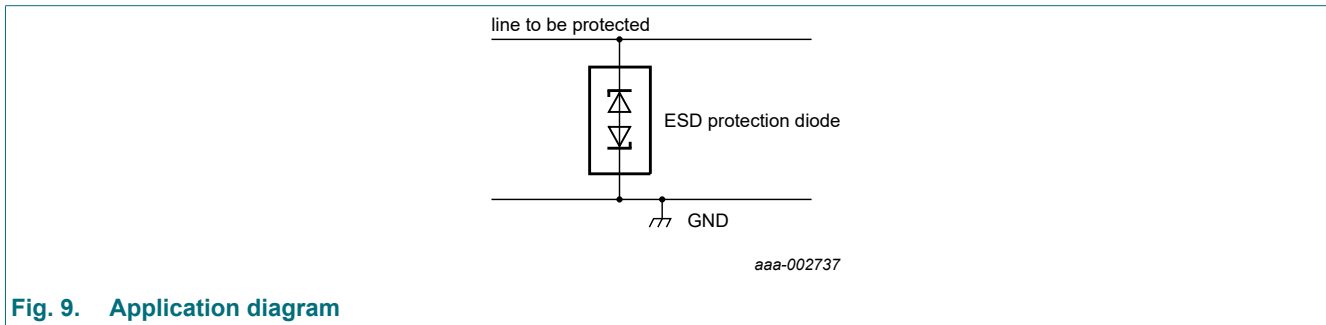 line to be protected
ESD protection diode
GND
aaa-002737
Fig. 9. Application diagram